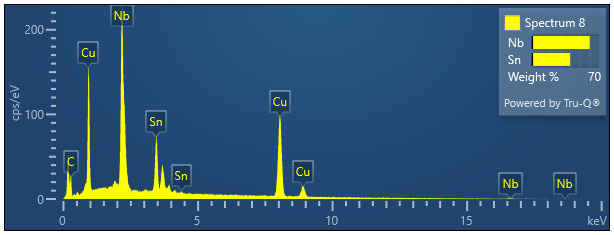 200
100
0
cps/eV
C
Cu
Nb
Sn
Sn
Cu
Cu
Nb
Nb
0 5 10 15 keV
Spectrum 8
Nb
Sn
Weight % 70
Powered by Tru-Q®